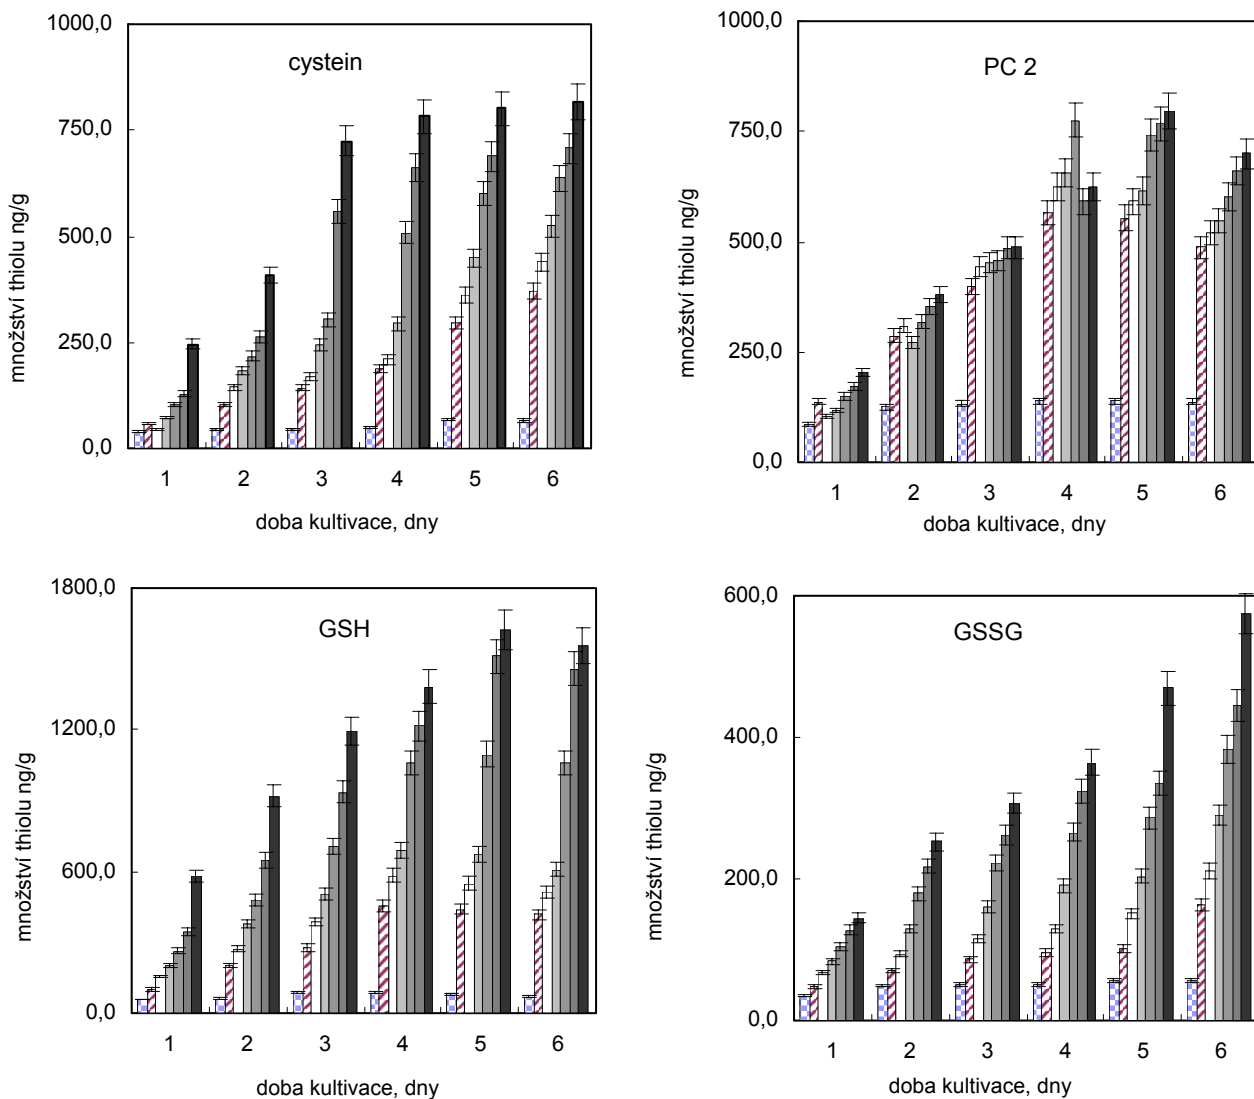 cystein
množství thiolu ng/g
1000,0
750,0
500,0
250,0
0,0
1 2 3 4 5 6
doba kultivace, dny
PC 2
množství thiolu ng/g
1000,0
750,0
500,0
250,0
0,0
1 2 3 4 5 6
doba kultivace, dny
GSH
množství thiolu ng/g
1800,0
1200,0
600,0
0,0
1 2 3 4 5 6
doba kultivace, dny
GSSG
množství thiolu ng/g
600,0
400,0
200,0
0,0
1 2 3 4 5 6
doba kultivace, dny